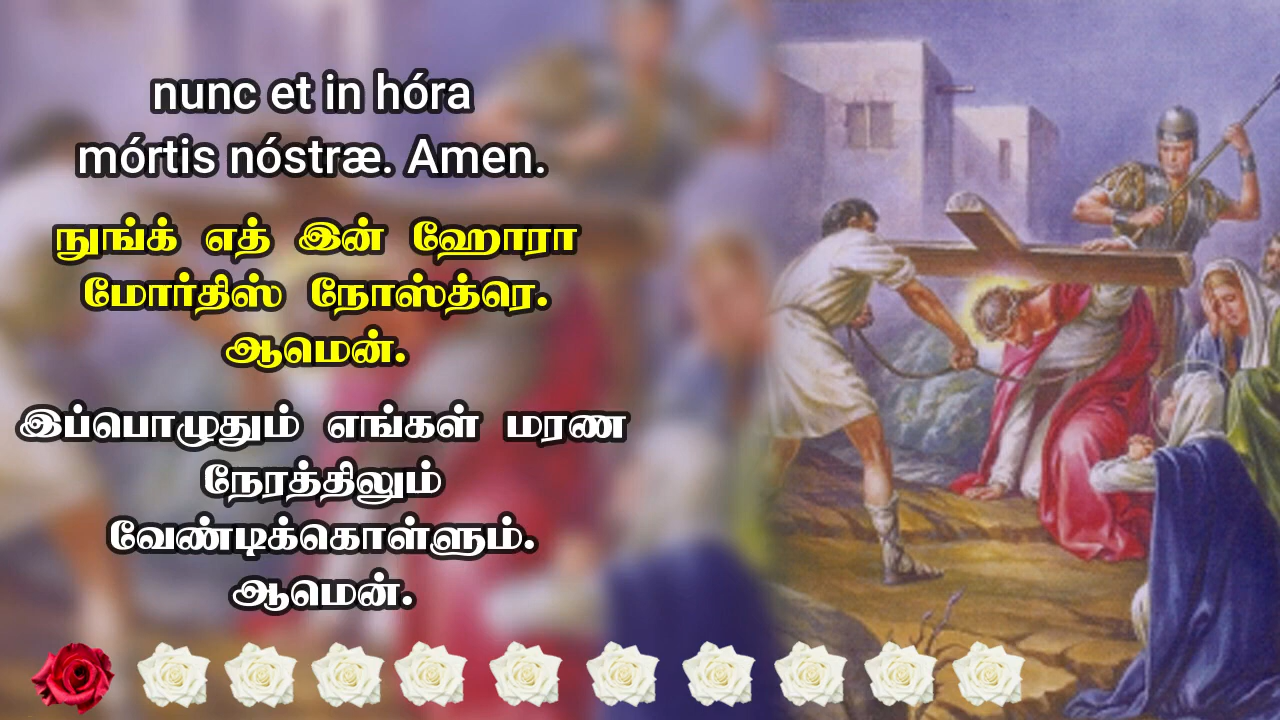 nunc et in hóra
mórtis nóstræ. Amen.
நுங்க் எத் இன் ஹோரா
மோர்திஸ் நோஸ்த்ரெ.
ஆமென்.
இப்பொழுதும் எங்கள் மரண
நேரத்திலும்
வேண்டிக்கொள்ளும்.
ஆமென்.